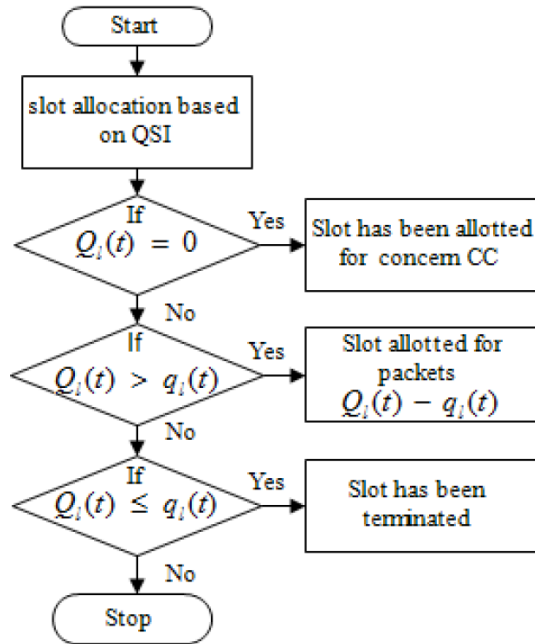 Start
slot allocation based
on QSI
If
Q_i(t) = 0
Yes
Slot has been allotted
for concern CC
No
If
Q_i(t) > q_i(t)
Yes
Slot allotted for
packets
Q_i(t) − q_i(t)
No
If
Q_i(t) ≤ q_i(t)
Yes
Slot has been
terminated
No
Stop